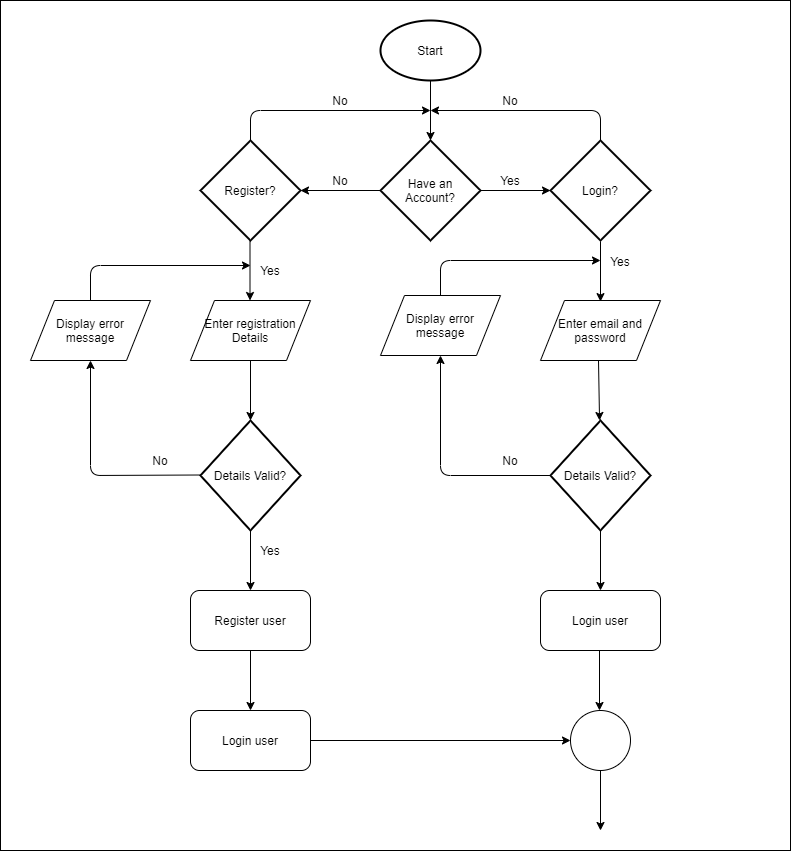 Start
No
No
Register?
No
Have an
Account?
Yes
Login?
Yes
Yes
Display error
message
Enter registration
Details
Display error
message
Enter email and
password
No
Details Valid?
No
Details Valid?
Yes
Register user
Login user
Login user